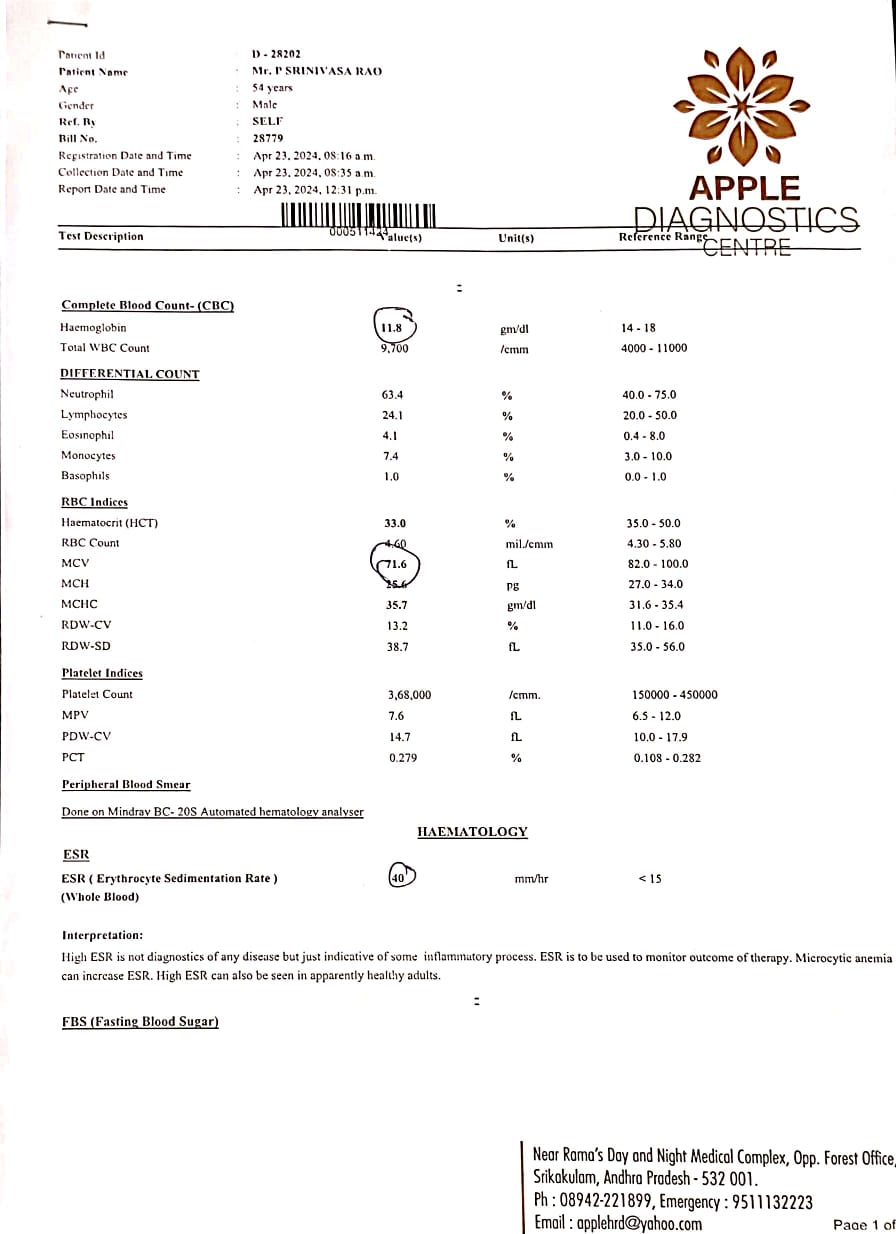 Patient Id : D - 28202
Patient Name : Mr. P SRINIVASA RAO
Age : 54 years
Gender : Male
Ref. By : SELF
Bill No. : 28779
Registration Date and Time : Apr 23, 2024, 08:16 a.m.
Collection Date and Time : Apr 23, 2024, 08:35 a.m.
Report Date and Time : Apr 23, 2024, 12:31 p.m.
APPLE
DIAGNOSTICS
CENTRE
Test Description Value(s) Unit(s) Reference Range
Complete Blood Count- (CBC)
Haemoglobin 11.8 gm/dl 14 - 18
Total WBC Count 9,700 /cmm 4000 - 11000
DIFFERENTIAL COUNT
Neutrophil 63.4 % 40.0 - 75.0
Lymphocytes 24.1 % 20.0 - 50.0
Eosinophil 4.1 % 0.4 - 8.0
Monocytes 7.4 % 3.0 - 10.0
Basophils 1.0 % 0.0 - 1.0
RBC Indices
Haematocrit (HCT) 33.0 % 35.0 - 50.0
RBC Count 4.60 mil./cmm 4.30 - 5.80
MCV 71.6 fL 82.0 - 100.0
MCH 25.6 pg 27.0 - 34.0
MCHC 35.7 gm/dl 31.6 - 35.4
RDW-CV 13.2 % 11.0 - 16.0
RDW-SD 38.7 fL 35.0 - 56.0
Platelet Indices
Platelet Count 3,68,000 /cmm. 150000 - 450000
MPV 7.6 fL 6.5 - 12.0
PDW-CV 14.7 fL 10.0 - 17.9
PCT 0.279 % 0.108 - 0.282
Peripheral Blood Smear
Done on Mindray BC- 20S Automated hematology analyser
HAEMATOLOGY
ESR
ESR ( Erythrocyte Sedimentation Rate ) 40 mm/hr < 15
(Whole Blood)
Interpretation:
High ESR is not diagnostics of any disease but just indicative of some inflammatory process. ESR is to be used to monitor outcome of therapy. Microcytic anemia
can increase ESR. High ESR can also be seen in apparently healthy adults.
FBS (Fasting Blood Sugar)
Near Rama's Day and Night Medical Complex, Opp. Forest Office,
Srikakulam, Andhra Pradesh - 532 001.
Ph : 08942-221899, Emergency : 9511132223
Email : applehrd@yahoo.com
Page 1 of